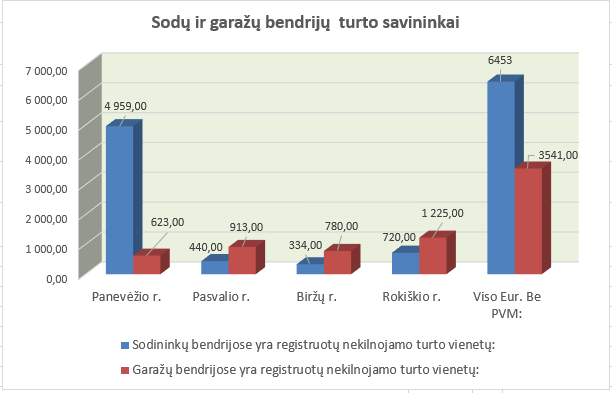 Sodų ir garažų bendrijų  turto savininkai
7 000,00
6 000,00
5 000,00
4 000,00
3 000,00
2 000,00
1 000,00
0,00
4 959,00
623,00
440,00
913,00
334,00
780,00
720,00
1 225,00
6453
3541,00
Panevėžio r.
Pasvalio r.
Biržų r.
Rokiškio r.
Viso Eur. Be
PVM:
Sodininkų bendrijose yra registruotų nekilnojamo turto vienetų:
Garažų bendrijose yra registruotų nekilnojamo turto vienetų: